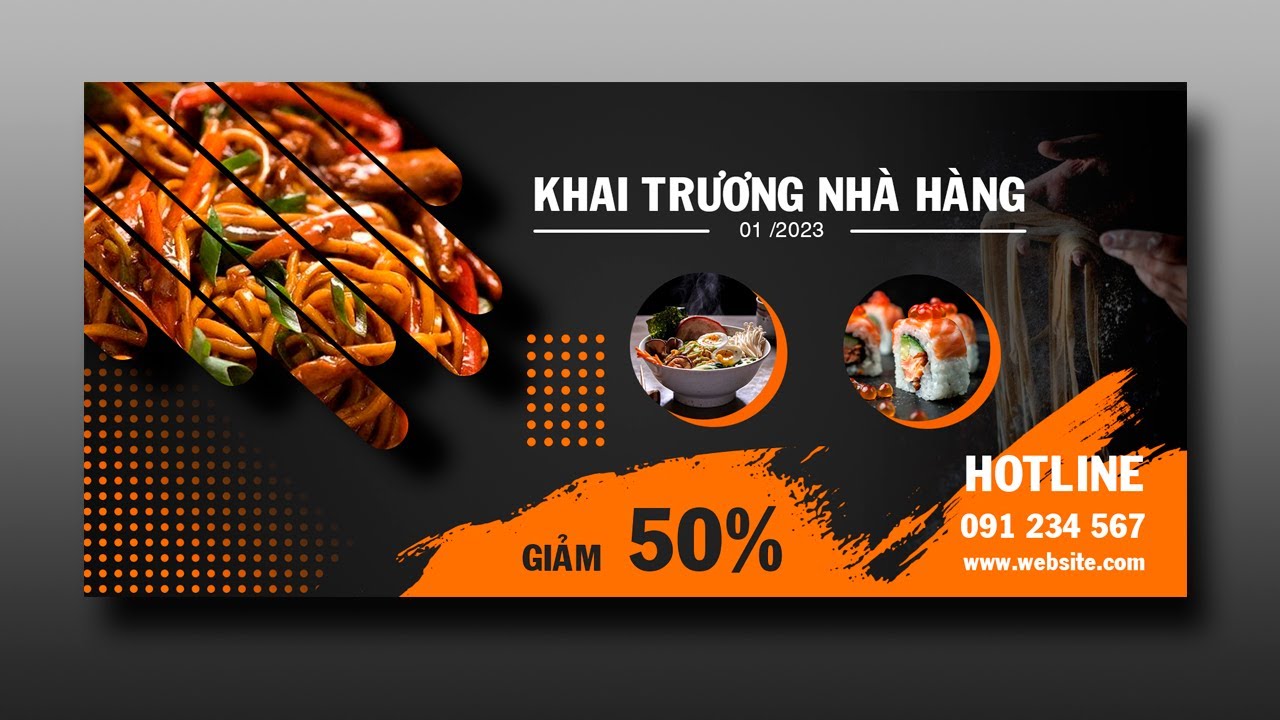 KHAI TRƯƠNG NHÀ HÀNG
01 /2023
GIẢM 50%
HOTLINE
091 234 567
www.website.com